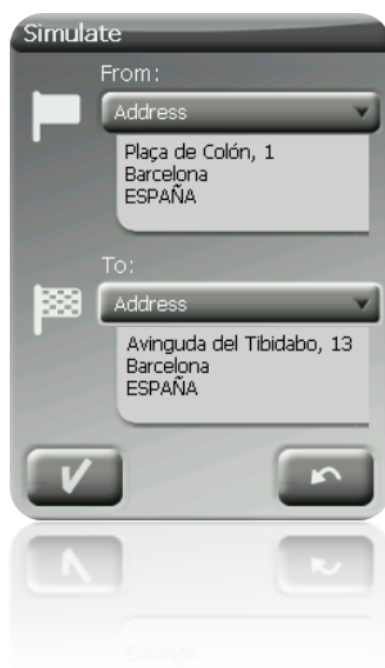 Simulate
From:
Address
Plaça de Colón, 1
Barcelona
ESPAÑA
To:
Address
Avinguda del Tibidabo, 13
Barcelona
ESPAÑA